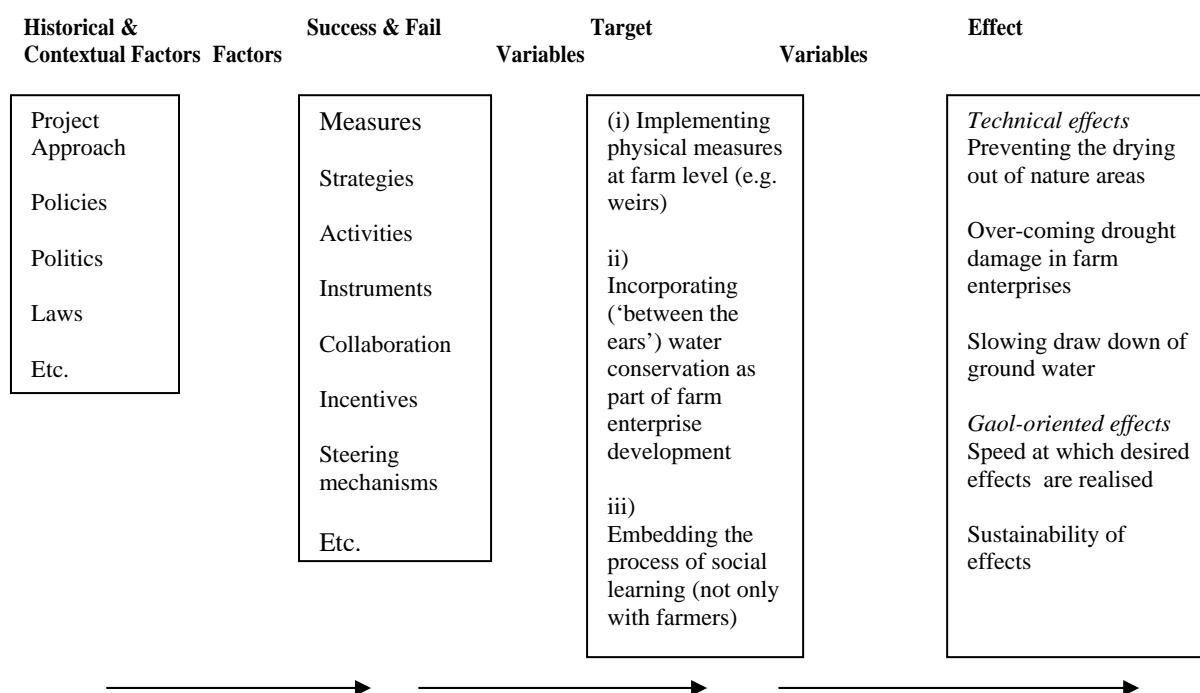 Historical & Success & Fail Target Effect
Contextual Factors Factors Variables Variables
Project
Approach
Policies
Politics
Laws
Etc.
Measures
Strategies
Activities
Instruments
Collaboration
Incentives
Steering
mechanisms
Etc.
(i) Implementing
physical measures
at farm level (e.g.
weirs)
ii)
Incorporating
(‘between the
ears’) water
conservation as
part of farm
enterprise
development
iii)
Embedding the
process of social
learning (not only
with farmers)
Technical effects
Preventing the drying
out of nature areas
Over-coming drought
damage in farm
enterprises
Slowing draw down of
ground water
Gaol-oriented effects
Speed at which desired
effects are realised
Sustainability of
effects